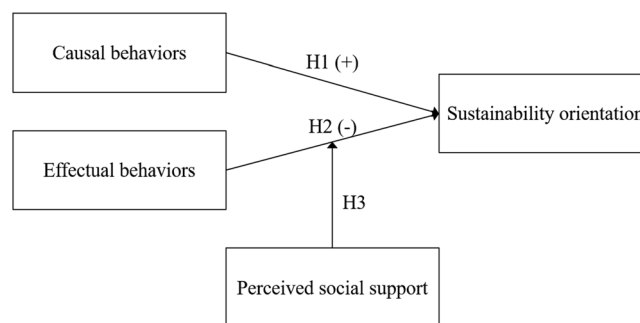 Causal behaviors
H1 (+)
Sustainability orientation
H2 (-)
Effectual behaviors
H3
Perceived social support